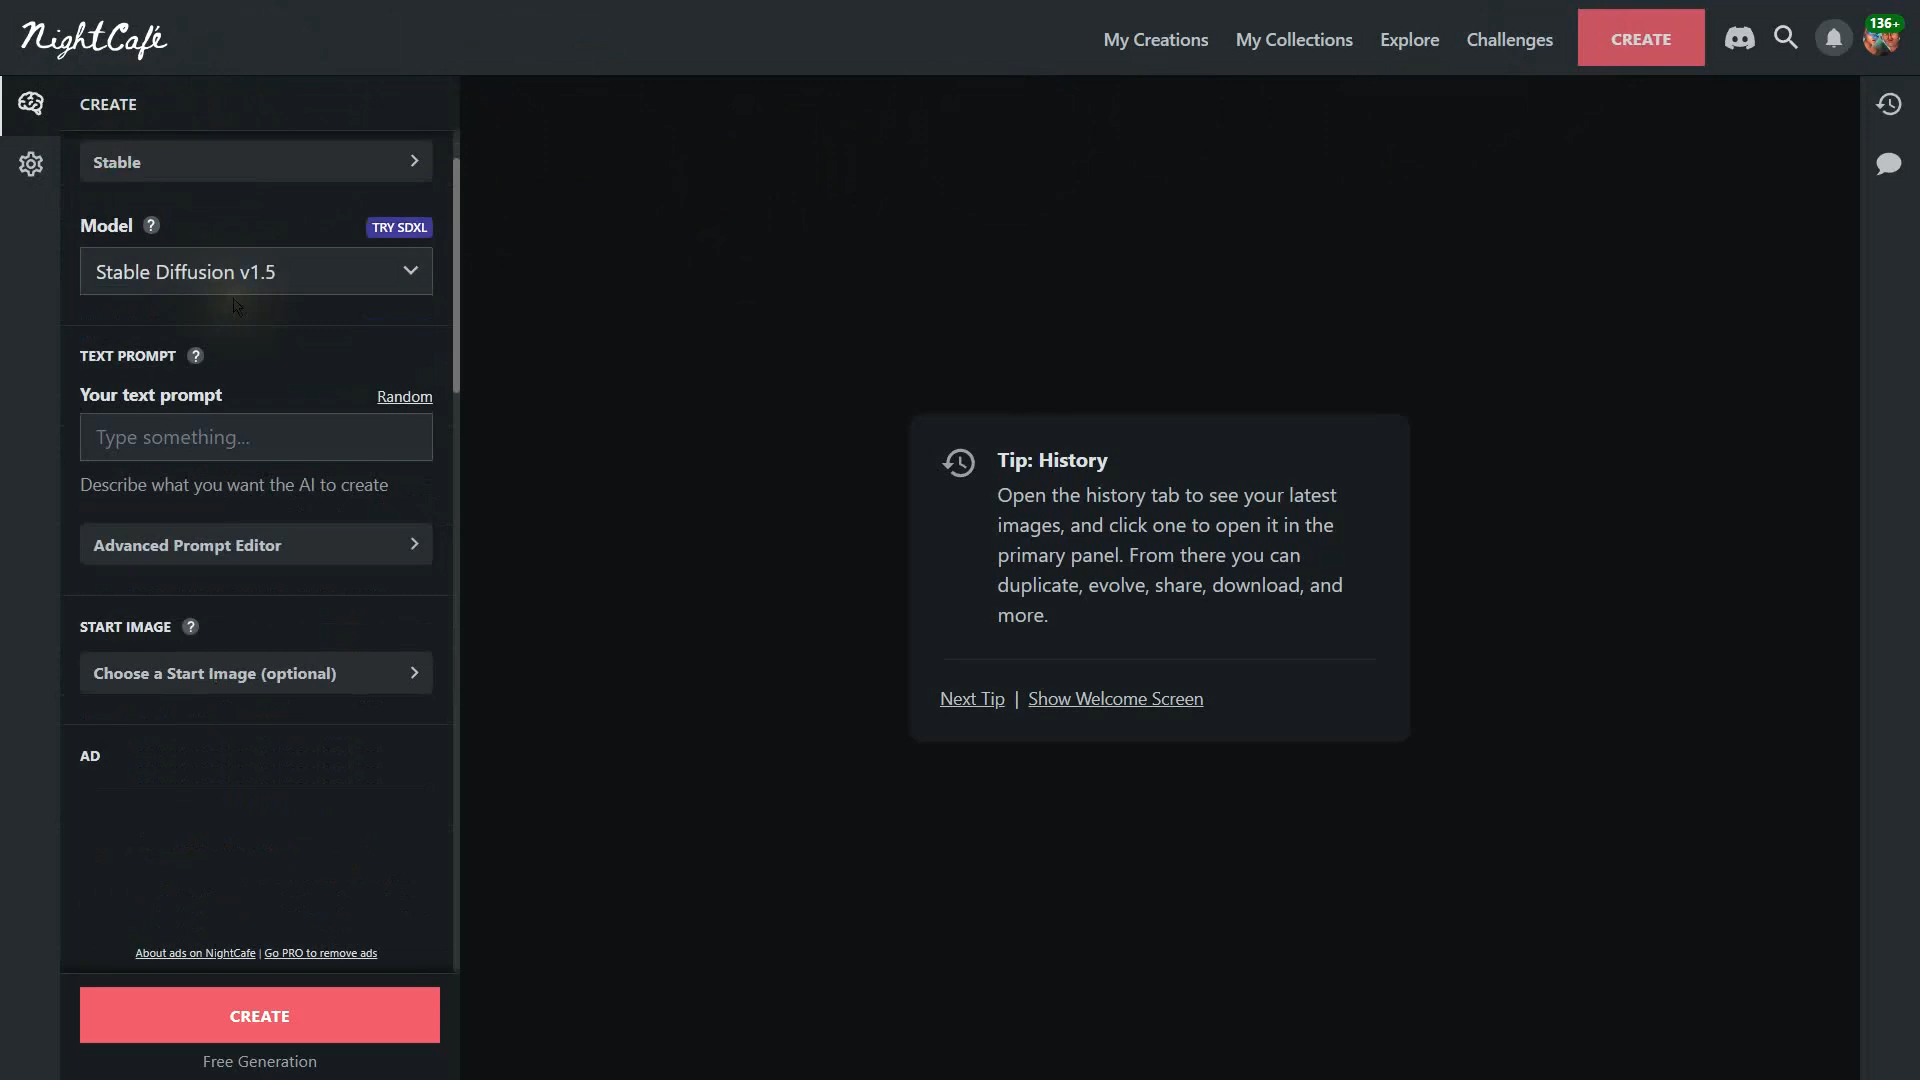 NightCafé
My Creations
My Collections
Explore
Challenges
CREATE
136+
CREATE
Stable
Model ?
TRY SDXL
Stable Diffusion v1.5
TEXT PROMPT ?
Your text prompt
Random
Type something...
Describe what you want the AI to create
Advanced Prompt Editor
START IMAGE ?
Choose a Start Image (optional)
AD
About ads on NightCafe | Go PRO to remove ads
CREATE
Free Generation
Tip: History
Open the history tab to see your latest
images, and click one to open it in the
primary panel. From there you can
duplicate, evolve, share, download, and
more.
Next Tip | Show Welcome Screen